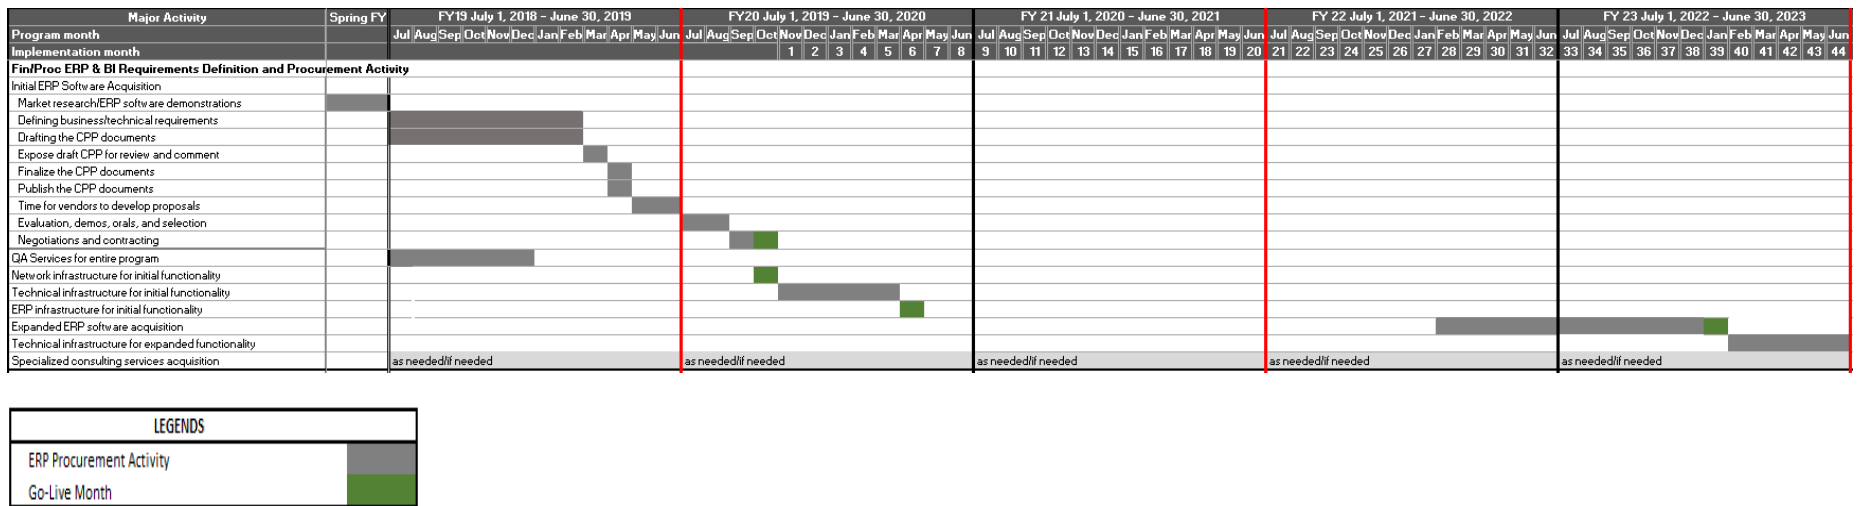 Major Activity Spring FY FY19 July 1, 2018 – June 30, 2019 FY20 July 1, 2019 – June 30, 2020 FY 21 July 1, 2020 – June 30, 2021 FY 22 July 1, 2021 – June 30, 2022 FY 23 July 1, 2022 – June 30, 2023
Program month Jul Aug Sep Oct Nov Dec Jan Feb Mar Apr May Jun Jul Aug Sep Oct Nov Dec Jan Feb Mar Apr May Jun Jul Aug Sep Oct Nov Dec Jan Feb Mar Apr May Jun Jul Aug Sep Oct Nov Dec Jan Feb Mar Apr May Jun Jul Aug Sep Oct Nov Dec Jan Feb Mar Apr May Jun
Implementation month 1 2 3 4 5 6 7 8 9 10 11 12 13 14 15 16 17 18 19 20 21 22 23 24 25 26 27 28 29 30 31 32 33 34 35 36 37 38 39 40 41 42 43 44
Fin/Proc ERP & BI Requirements Definition and Procurement Activity
Initial ERP Software Acquisition
Market research/ERP software demonstrations
Defining business/technical requirements
Drafting the CPP documents
Expose draft CPP for review and comment
Finalize the CPP documents
Publish the CPP documents
Time for vendors to develop proposals
Evaluation, demos, orals, and selection
Negotiations and contracting
QA Services for entire program
Network infrastructure for initial functionality
Technical infrastructure for initial functionality
ERP infrastructure for initial functionality
Expanded ERP software acquisition
Technical infrastructure for expanded functionality
Specialized consulting services acquisition as needed/if needed as needed/if needed as needed/if needed as needed/if needed as needed/if needed
LEGENDS
ERP Procurement Activity
Go-Live Month